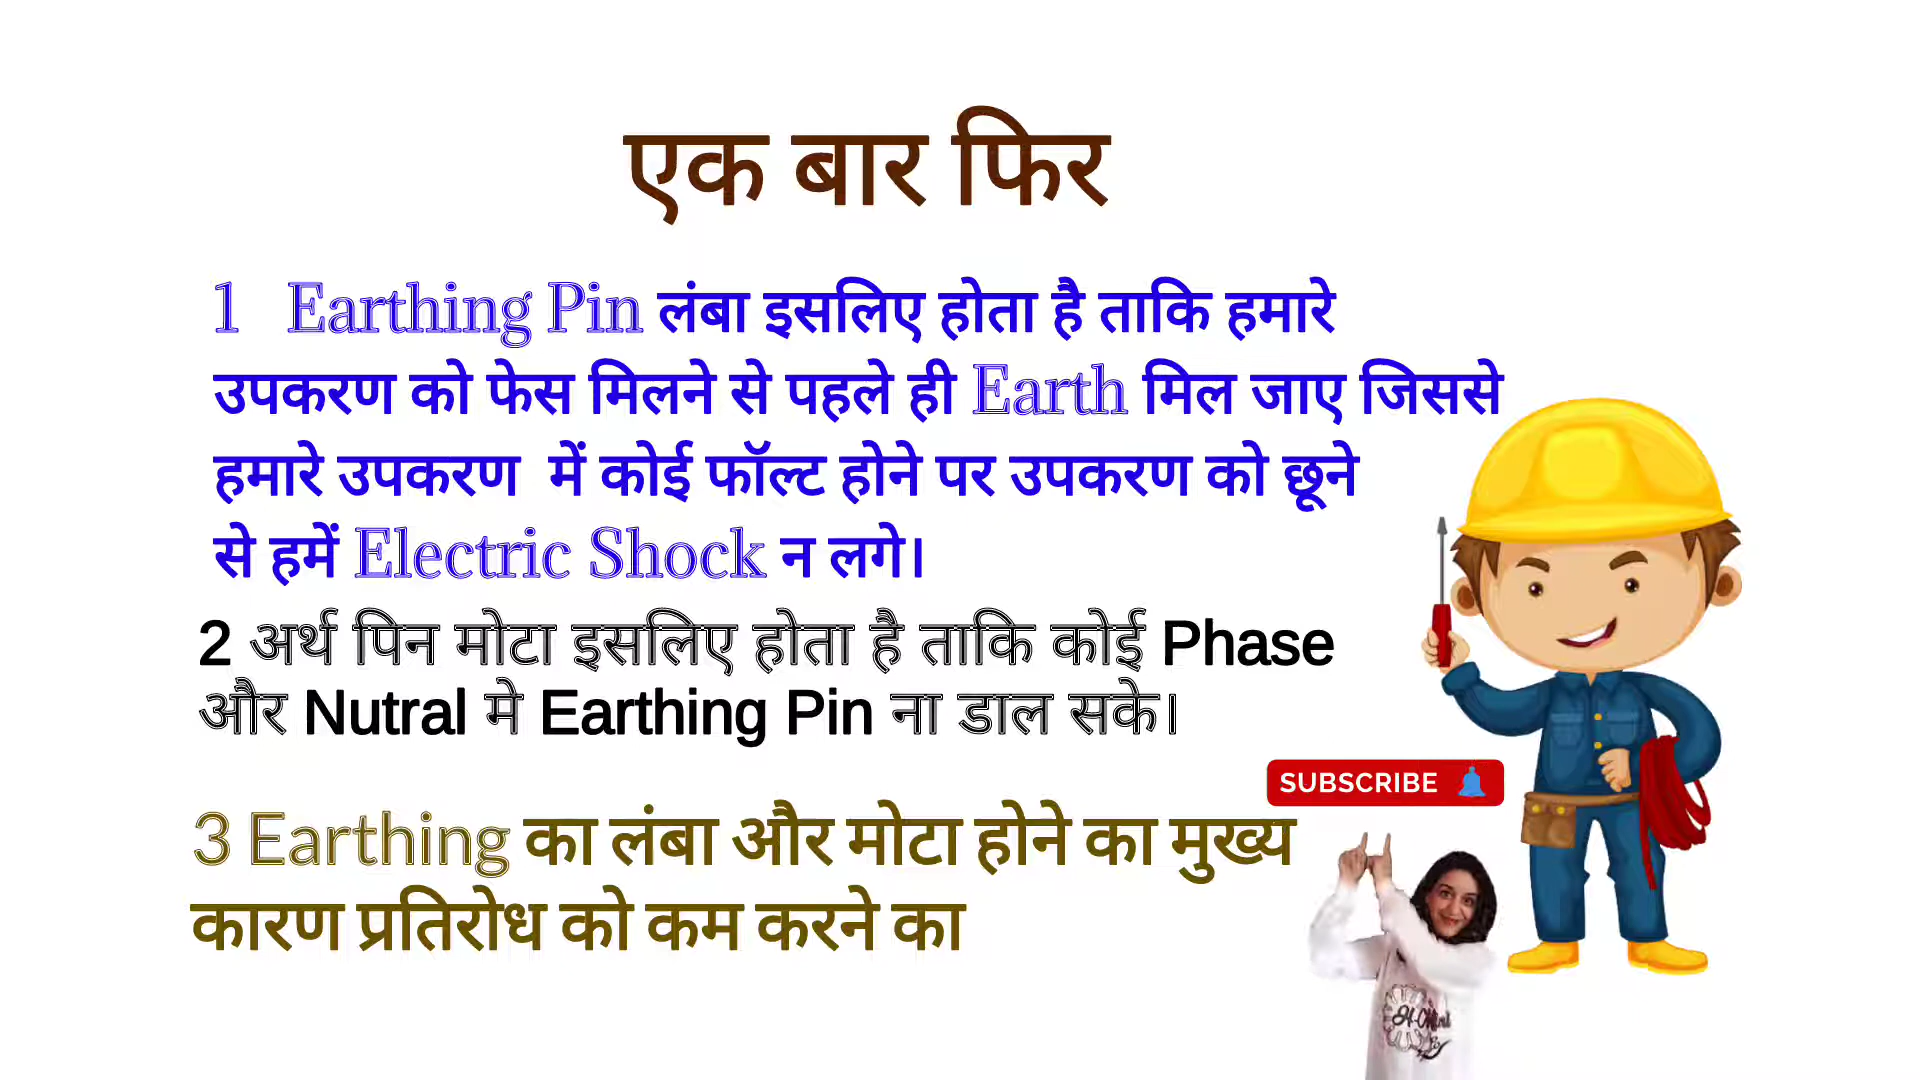 एक बार फिर
1 Earthing Pin लंबा इसलिए होता है ताकि हमारे
उपकरण को फेस मिलने से पहले ही Earth मिल जाए जिससे
हमारे उपकरण में कोई फॉल्ट होने पर उपकरण को छूने
से हमें Electric Shock न लगे।
2 अर्थ पिन मोटा इसलिए होता है ताकि कोई Phase
और Nutral मे Earthing Pin ना डाल सके।
SUBSCRIBE
3 Earthing का लंबा और मोटा होने का मुख्य
कारण प्रतिरोध को कम करने का